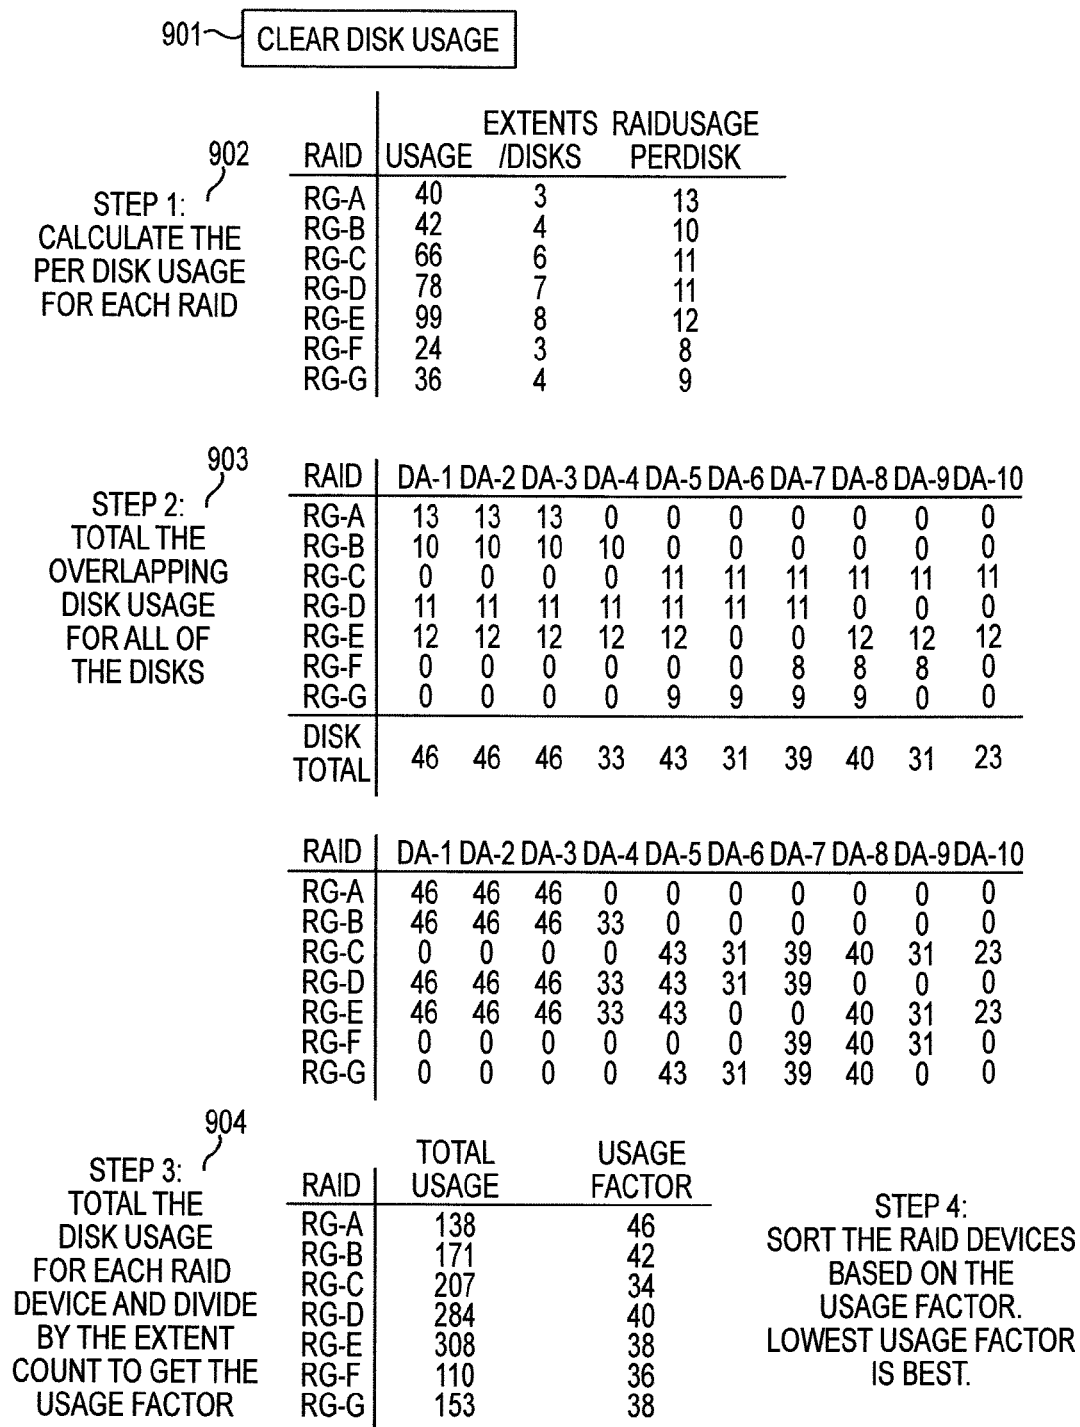 901 CLEAR DISK USAGE
902
STEP 1:
CALCULATE THE
PER DISK USAGE
FOR EACH RAID
EXTENTS RAIDUSAGE
RAID USAGE /DISKS PERDISK
RG-A 40 3 13
RG-B 42 4 10
RG-C 66 6 11
RG-D 78 7 11
RG-E 99 8 12
RG-F 24 3 8
RG-G 36 4 9
903
STEP 2:
TOTAL THE
OVERLAPPING
DISK USAGE
FOR ALL OF
THE DISKS
RAID DA-1 DA-2 DA-3 DA-4 DA-5 DA-6 DA-7 DA-8 DA-9 DA-10
RG-A 13 13 13 0 0 0 0 0 0 0
RG-B 10 10 10 10 0 0 0 0 0 0
RG-C 0 0 0 0 11 11 11 11 11 11
RG-D 11 11 11 11 11 11 11 0 0 0
RG-E 12 12 12 12 12 0 0 12 12 12
RG-F 0 0 0 0 0 0 8 8 8 0
RG-G 0 0 0 0 9 9 9 9 0 0
DISK
TOTAL 46 46 46 33 43 31 39 40 31 23
RAID DA-1 DA-2 DA-3 DA-4 DA-5 DA-6 DA-7 DA-8 DA-9 DA-10
RG-A 46 46 46 0 0 0 0 0 0 0
RG-B 46 46 46 33 0 0 0 0 0 0
RG-C 0 0 0 0 43 31 39 40 31 23
RG-D 46 46 46 33 43 31 39 0 0 0
RG-E 46 46 46 33 43 0 0 40 31 23
RG-F 0 0 0 0 0 0 39 40 31 0
RG-G 0 0 0 0 43 31 39 40 0 0
904
STEP 3:
TOTAL THE
DISK USAGE
FOR EACH RAID
DEVICE AND DIVIDE
BY THE EXTENT
COUNT TO GET THE
USAGE FACTOR
TOTAL USAGE
RAID USAGE FACTOR
RG-A 138 46
RG-B 171 42
RG-C 207 34
RG-D 284 40
RG-E 308 38
RG-F 110 36
RG-G 153 38
STEP 4:
SORT THE RAID DEVICES
BASED ON THE
USAGE FACTOR.
LOWEST USAGE FACTOR
IS BEST.